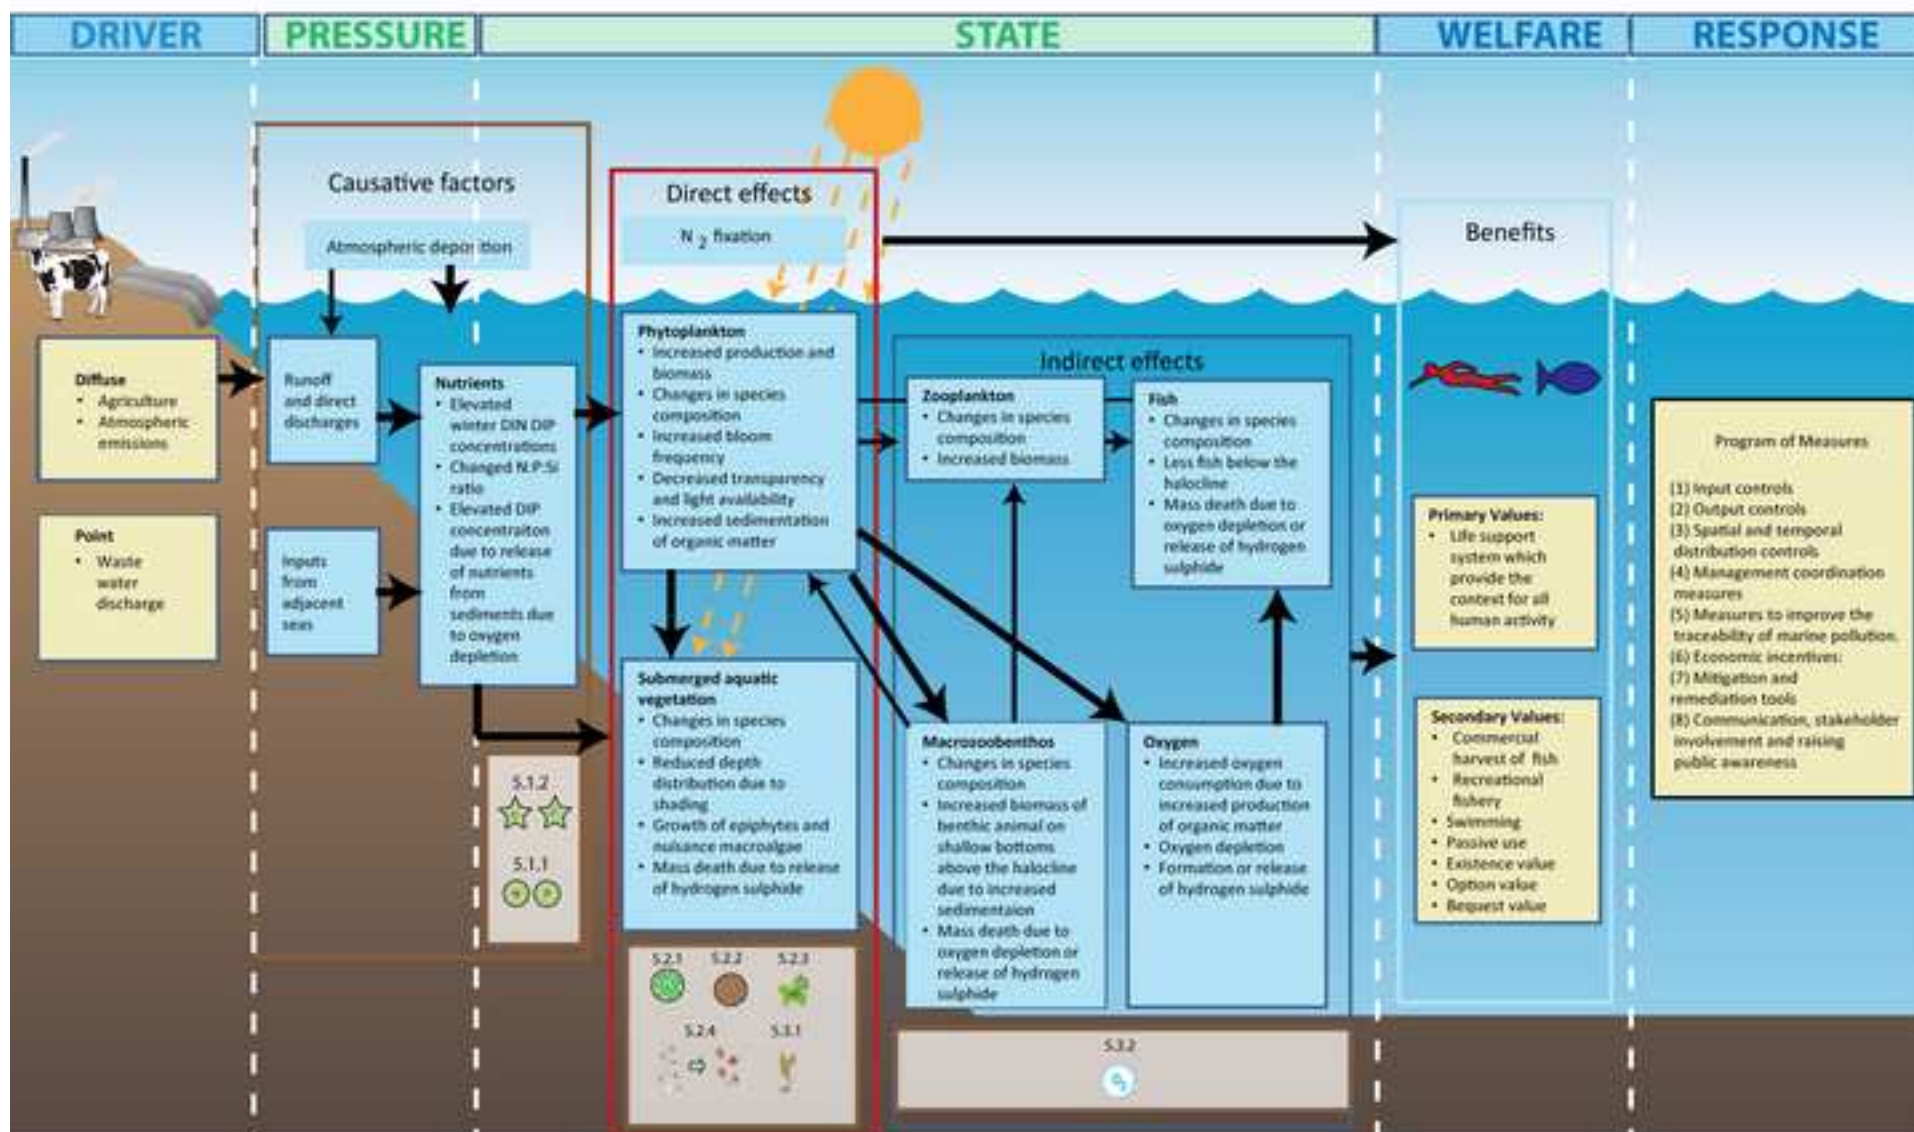 DRIVER
PRESSURE
STATE
WELFARE
RESPONSE
Causative factors
Atmospheric deposition
Diffuse
• Agriculture
• Atmospheric
emissions
Point
• Waste
water
discharge
Runoff
and direct
discharges
Inputs
from
adjacent
seas
Nutrients
• Elevated
winter DIN DIP
concentrations
• Changed N:P:Si
ratio
• Elevated DIP
concentraiton
due to release
of nutrients
from
sediments due
to oxygen
depletion
5.1.2
5.1.1
Direct effects
N 2 fixation
Phytoplankton
• Increased production and
biomass
• Changes in species
composition
• Increased bloom
frequency
• Decreased transparency
and light availability
• Increased sedimentation
of organic matter
Submerged aquatic
vegetation
• Changes in species
composition
• Reduced depth
distribution due to
shading
• Growth of epiphytes and
nuisance macroalgae
• Mass death due to release
of hydrogen sulphide
5.2.1 5.2.2 5.2.3
5.2.4 5.3.1
Indirect effects
Zooplankton
• Changes in species
composition
• Increased biomass
Fish
• Changes in species
composition
• Less fish below the
halocline
• Mass death due to
oxygen depletion or
release of hydrogen
sulphide
Macrozoobenthos
• Changes in species
composition
• Increased biomass of
benthic animal on
shallow bottoms
above the halocline
due to increased
sedimentaion
• Mass death due to
oxygen depletion or
release of hydrogen
sulphide
Oxygen
• Increased oxygen
consumption due to
increased production
of organic matter
• Oxygen depletion
• Formation or release
of hydrogen sulphide
5.3.2
Benefits
Primary Values:
• Life support
system which
provide the
context for all
human activity
Secondary Values:
• Commercial
harvest of fish
• Recreational
fishery
• Swimming
• Passive use
• Existence value
• Option value
• Bequest value
Program of Measures
(1) Input controls
(2) Output controls
(3) Spatial and temporal
distribution controls
(4) Management coordination
measures
(5) Measures to improve the
traceability of marine pollution.
(6) Economic incentives:
(7) Mitigation and
remediation tools
(8) Communication, stakeholder
involvement and raising
public awareness